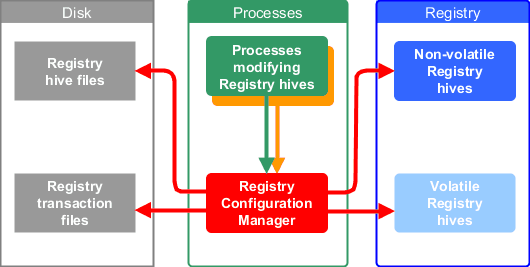 Disk
Processes
Registry
Registry
hive files
Processes
modifying
Registry hives
Non-volatile
Registry
hives
Registry
transaction
files
Registry
Configuration
Manager
Volatile
Registry
hives